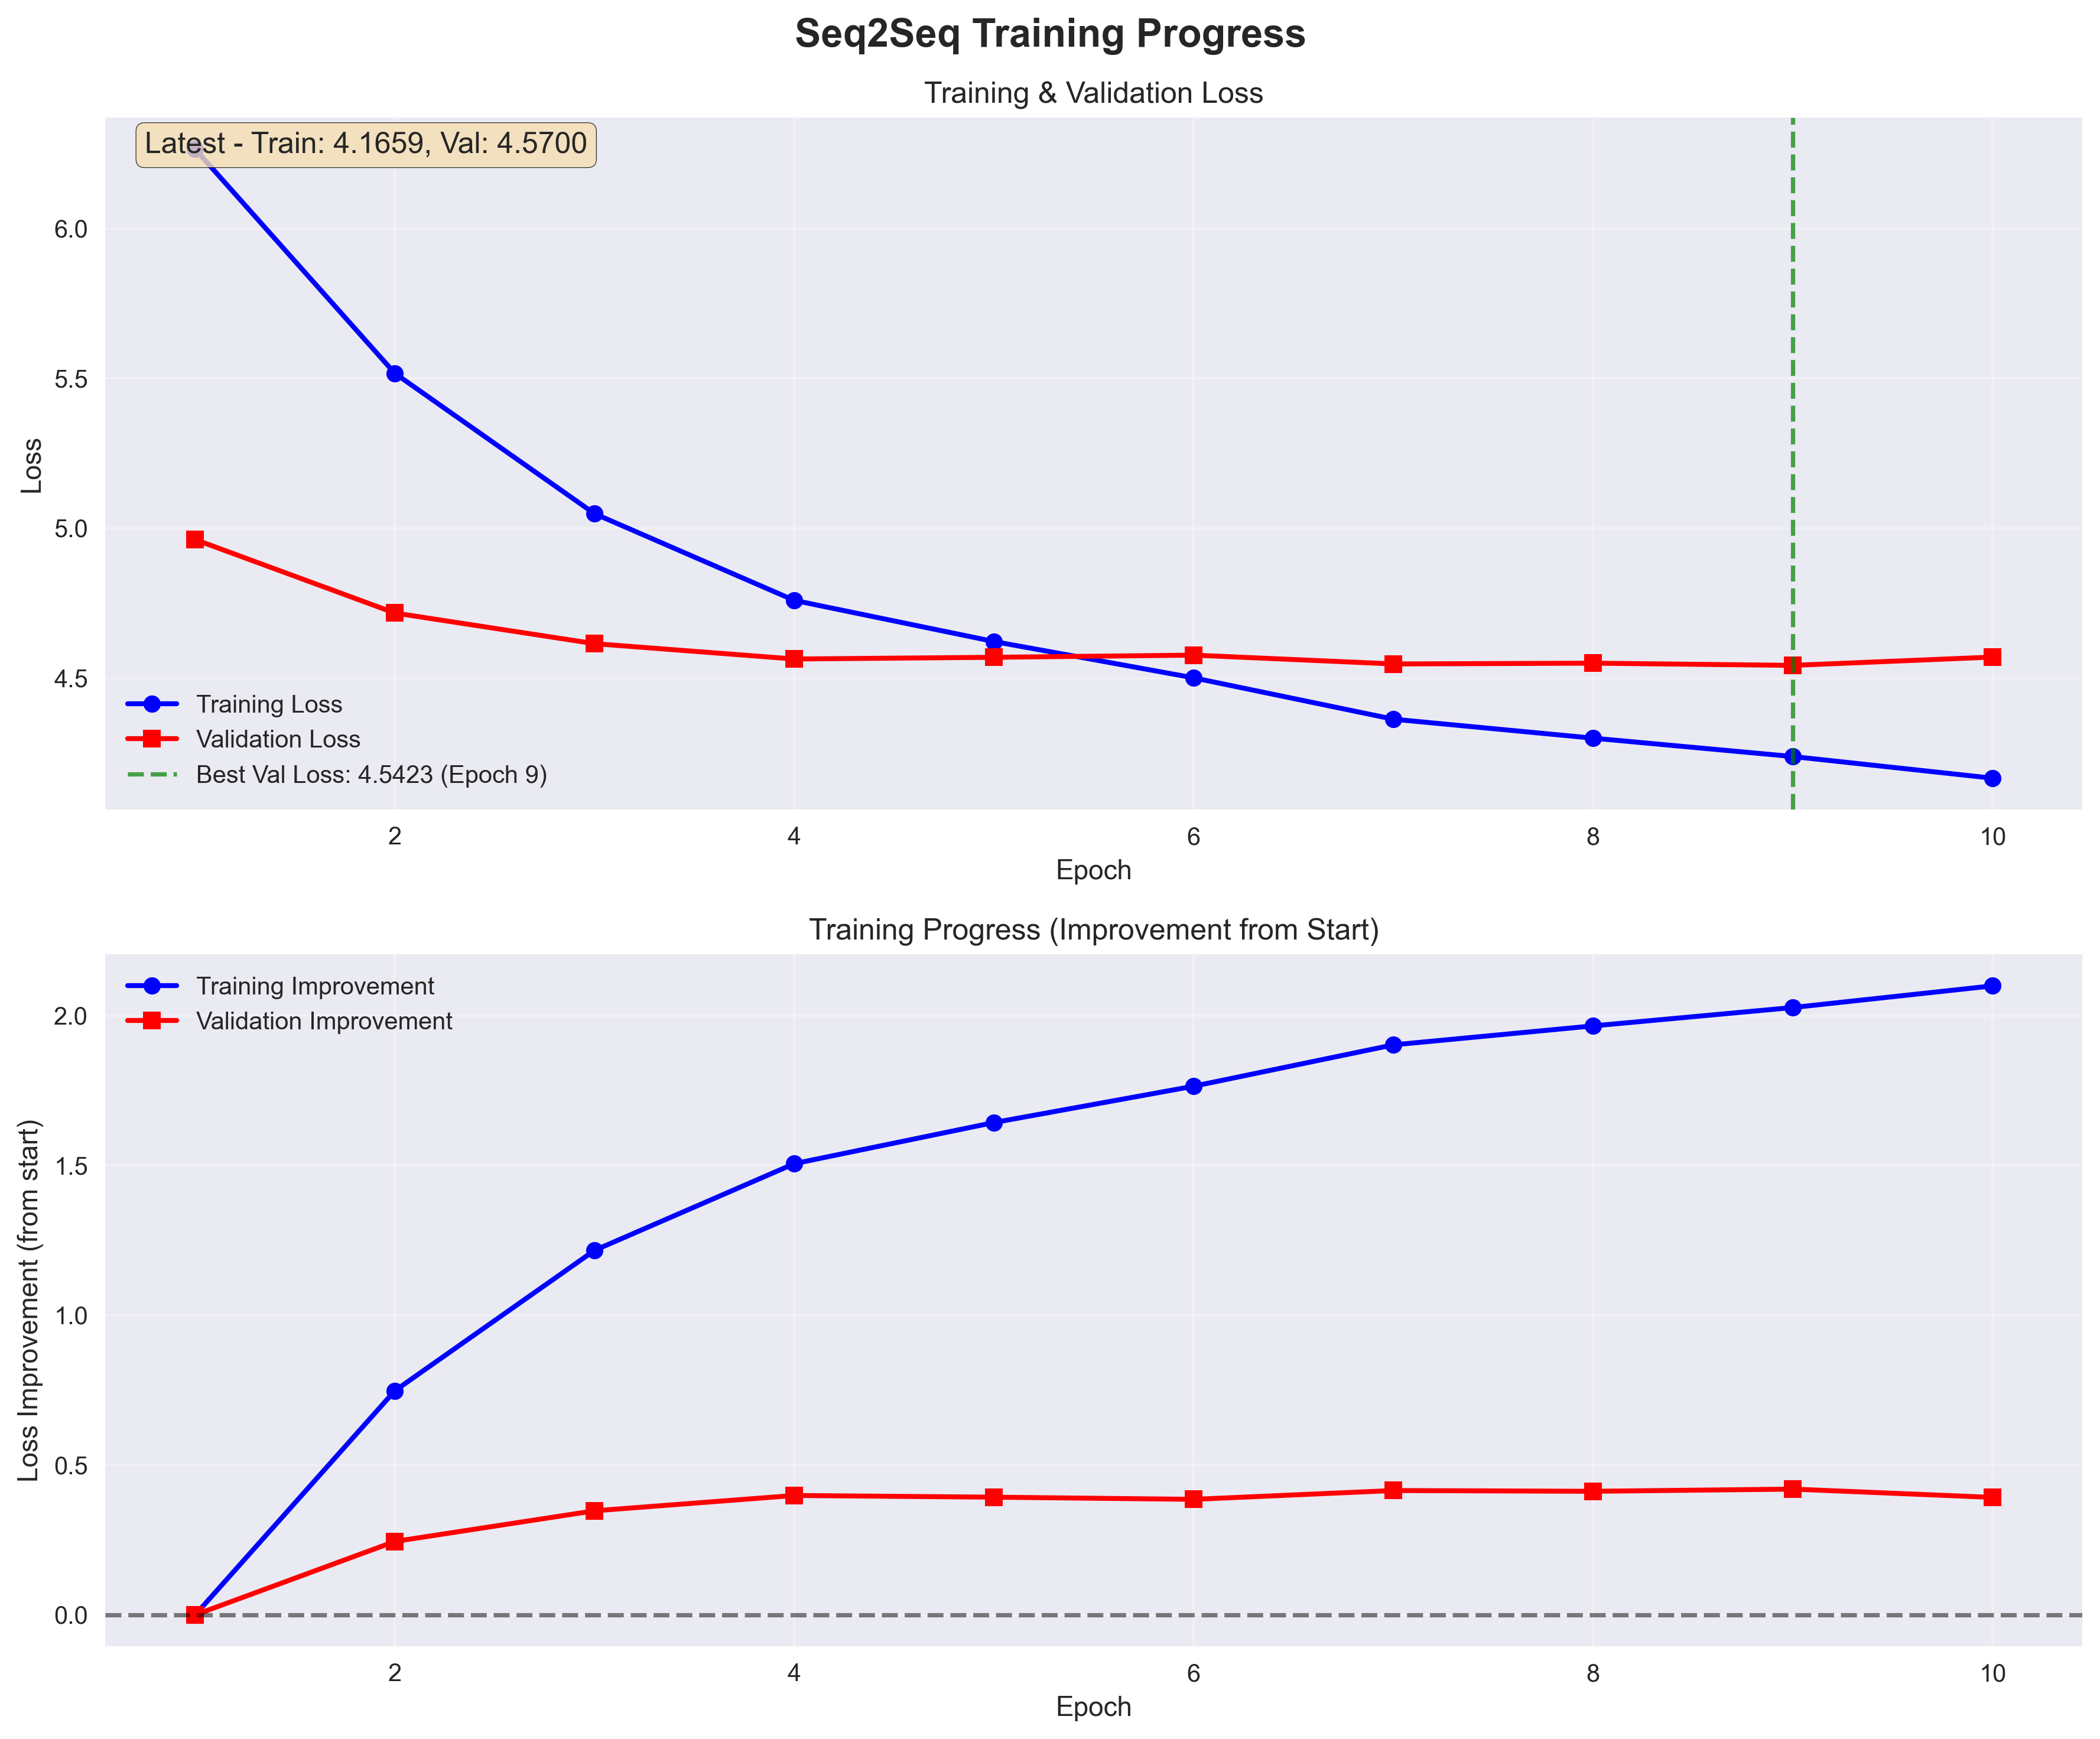 Seq2Seq Training Progress
Training & Validation Loss
Latest - Train: 4.1659, Val: 4.5700
Loss
6.0
5.5
5.0
4.5
Training Loss
Validation Loss
Best Val Loss: 4.5423 (Epoch 9)
2 4 6 8 10
Epoch
Training Progress (Improvement from Start)
Training Improvement
Validation Improvement
Loss Improvement (from start)
2.0
1.5
1.0
0.5
0.0
2 4 6 8 10
Epoch